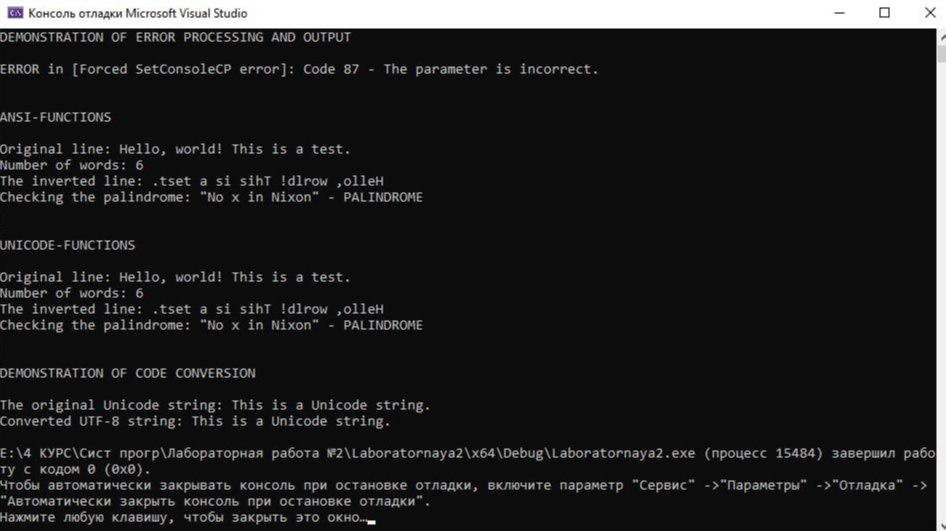 Консоль отладки Microsoft Visual Studio
DEMONSTRATION OF ERROR PROCESSING AND OUTPUT
ERROR in [Forced SetConsoleCP error]: Code 87 - The parameter is incorrect.
ANSI-FUNCTIONS
Original line: Hello, world! This is a test.
Number of words: 6
The inverted line: .tset a si sihT !dlrow ,olleH
Checking the palindrome: "No x in Nixon" - PALINDROME
UNICODE-FUNCTIONS
Original line: Hello, world! This is a test.
Number of words: 6
The inverted line: .tset a si sihT !dlrow ,olleH
Checking the palindrome: "No x in Nixon" - PALINDROME
DEMONSTRATION OF CODE CONVERSION
The original Unicode string: This is a Unicode string.
Converted UTF-8 string: This is a Unicode string.
E:\4 КУРС\Сист прогр\Лабораторная работа №2\Laboratornaya2\x64\Debug\Laboratornaya2.exe (процесс 15484) завершил рабо
ту с кодом 0 (0x0).
Чтобы автоматически закрывать консоль при остановке отладки, включите параметр "Сервис" ->"Параметры" ->"Отладка" ->
"Автоматически закрыть консоль при остановке отладки".
Нажмите любую клавишу, чтобы закрыть это окно…